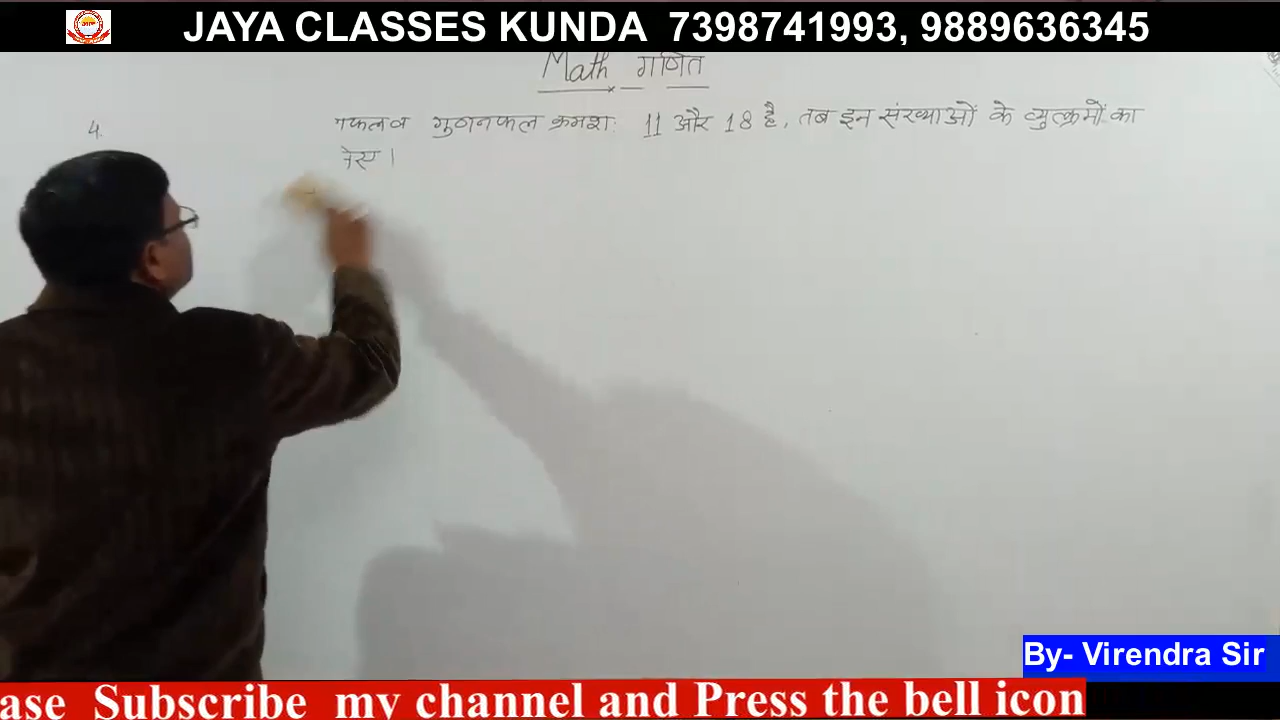 JAYA CLASSES KUNDA 7398741993, 9889636345
Math गणित
4. गुणनफल क्रमशः 11 और 18 है, तब इन संख्याओं के व्युत्क्रमों का
By- Virendra Sir
ase Subscribe my channel and Press the bell icon